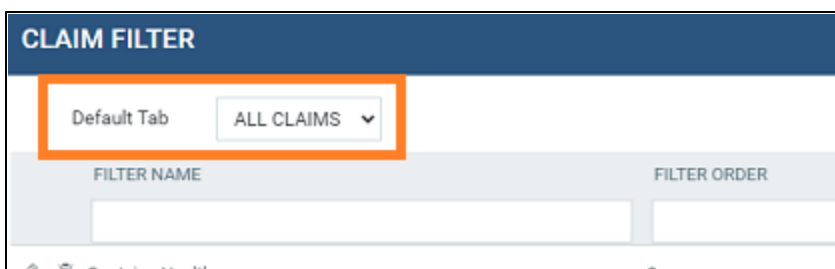 CLAIM FILTER
Default Tab ALL CLAIMS
FILTER NAME FILTER ORDER